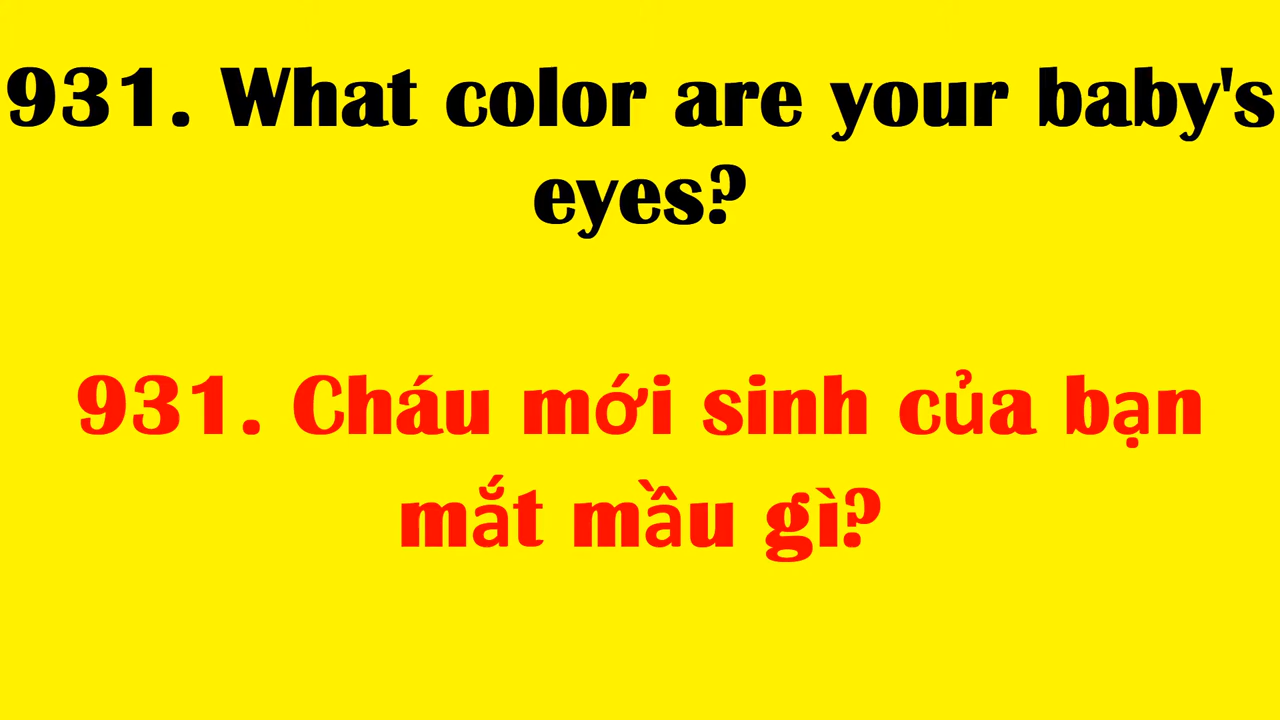 931. What color are your baby's
eyes?
931. Cháu mới sinh của bạn
mắt mầu gì?